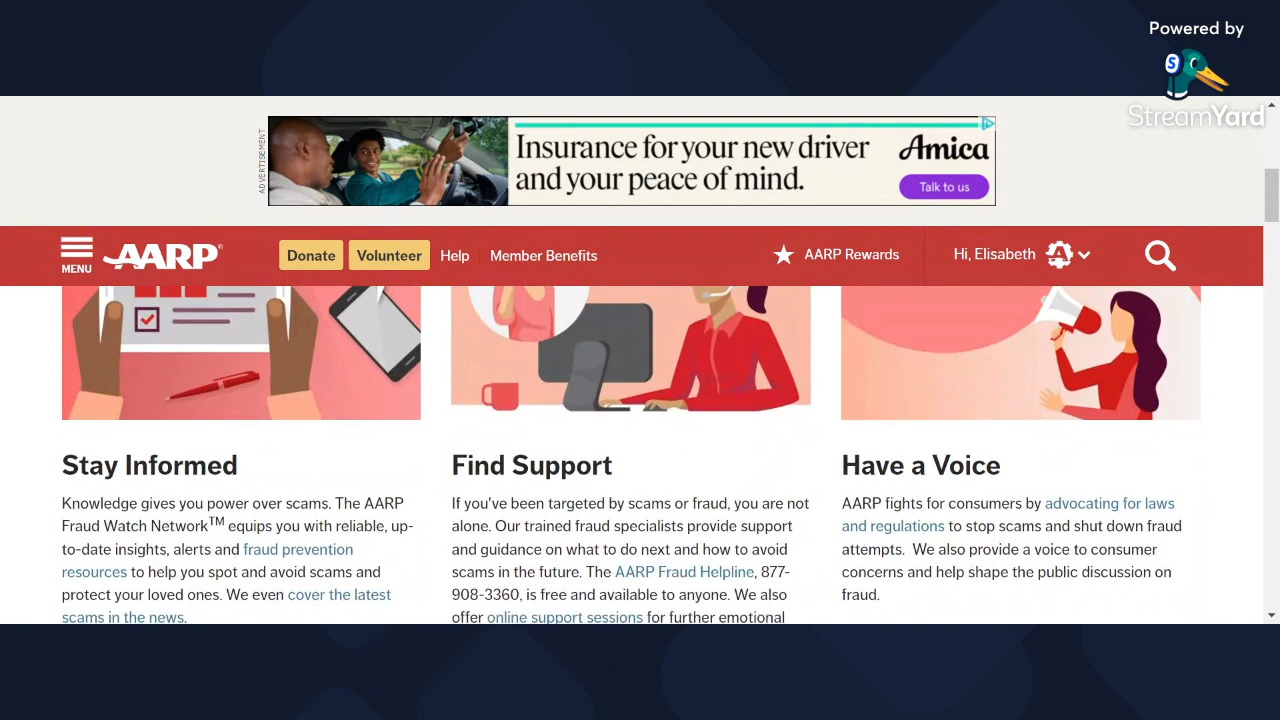 Powered by
S
StreamYard
ADVERTISEMENT
Insurance for your new driver
and your peace of mind.
Amica
Talk to us
MENU
AARP®
Donate
Volunteer
Help
Member Benefits
AARP Rewards
Hi, Elisabeth
A
Stay Informed
Knowledge gives you power over scams. The AARP
Fraud Watch Network™ equips you with reliable, up-
to-date insights, alerts and fraud prevention
resources to help you spot and avoid scams and
protect your loved ones. We even cover the latest
scams in the news.
Find Support
If you've been targeted by scams or fraud, you are not
alone. Our trained fraud specialists provide support
and guidance on what to do next and how to avoid
scams in the future. The AARP Fraud Helpline, 877-
908-3360, is free and available to anyone. We also
offer online support sessions for further emotional
Have a Voice
AARP fights for consumers by advocating for laws
and regulations to stop scams and shut down fraud
attempts.  We also provide a voice to consumer
concerns and help shape the public discussion on
fraud.